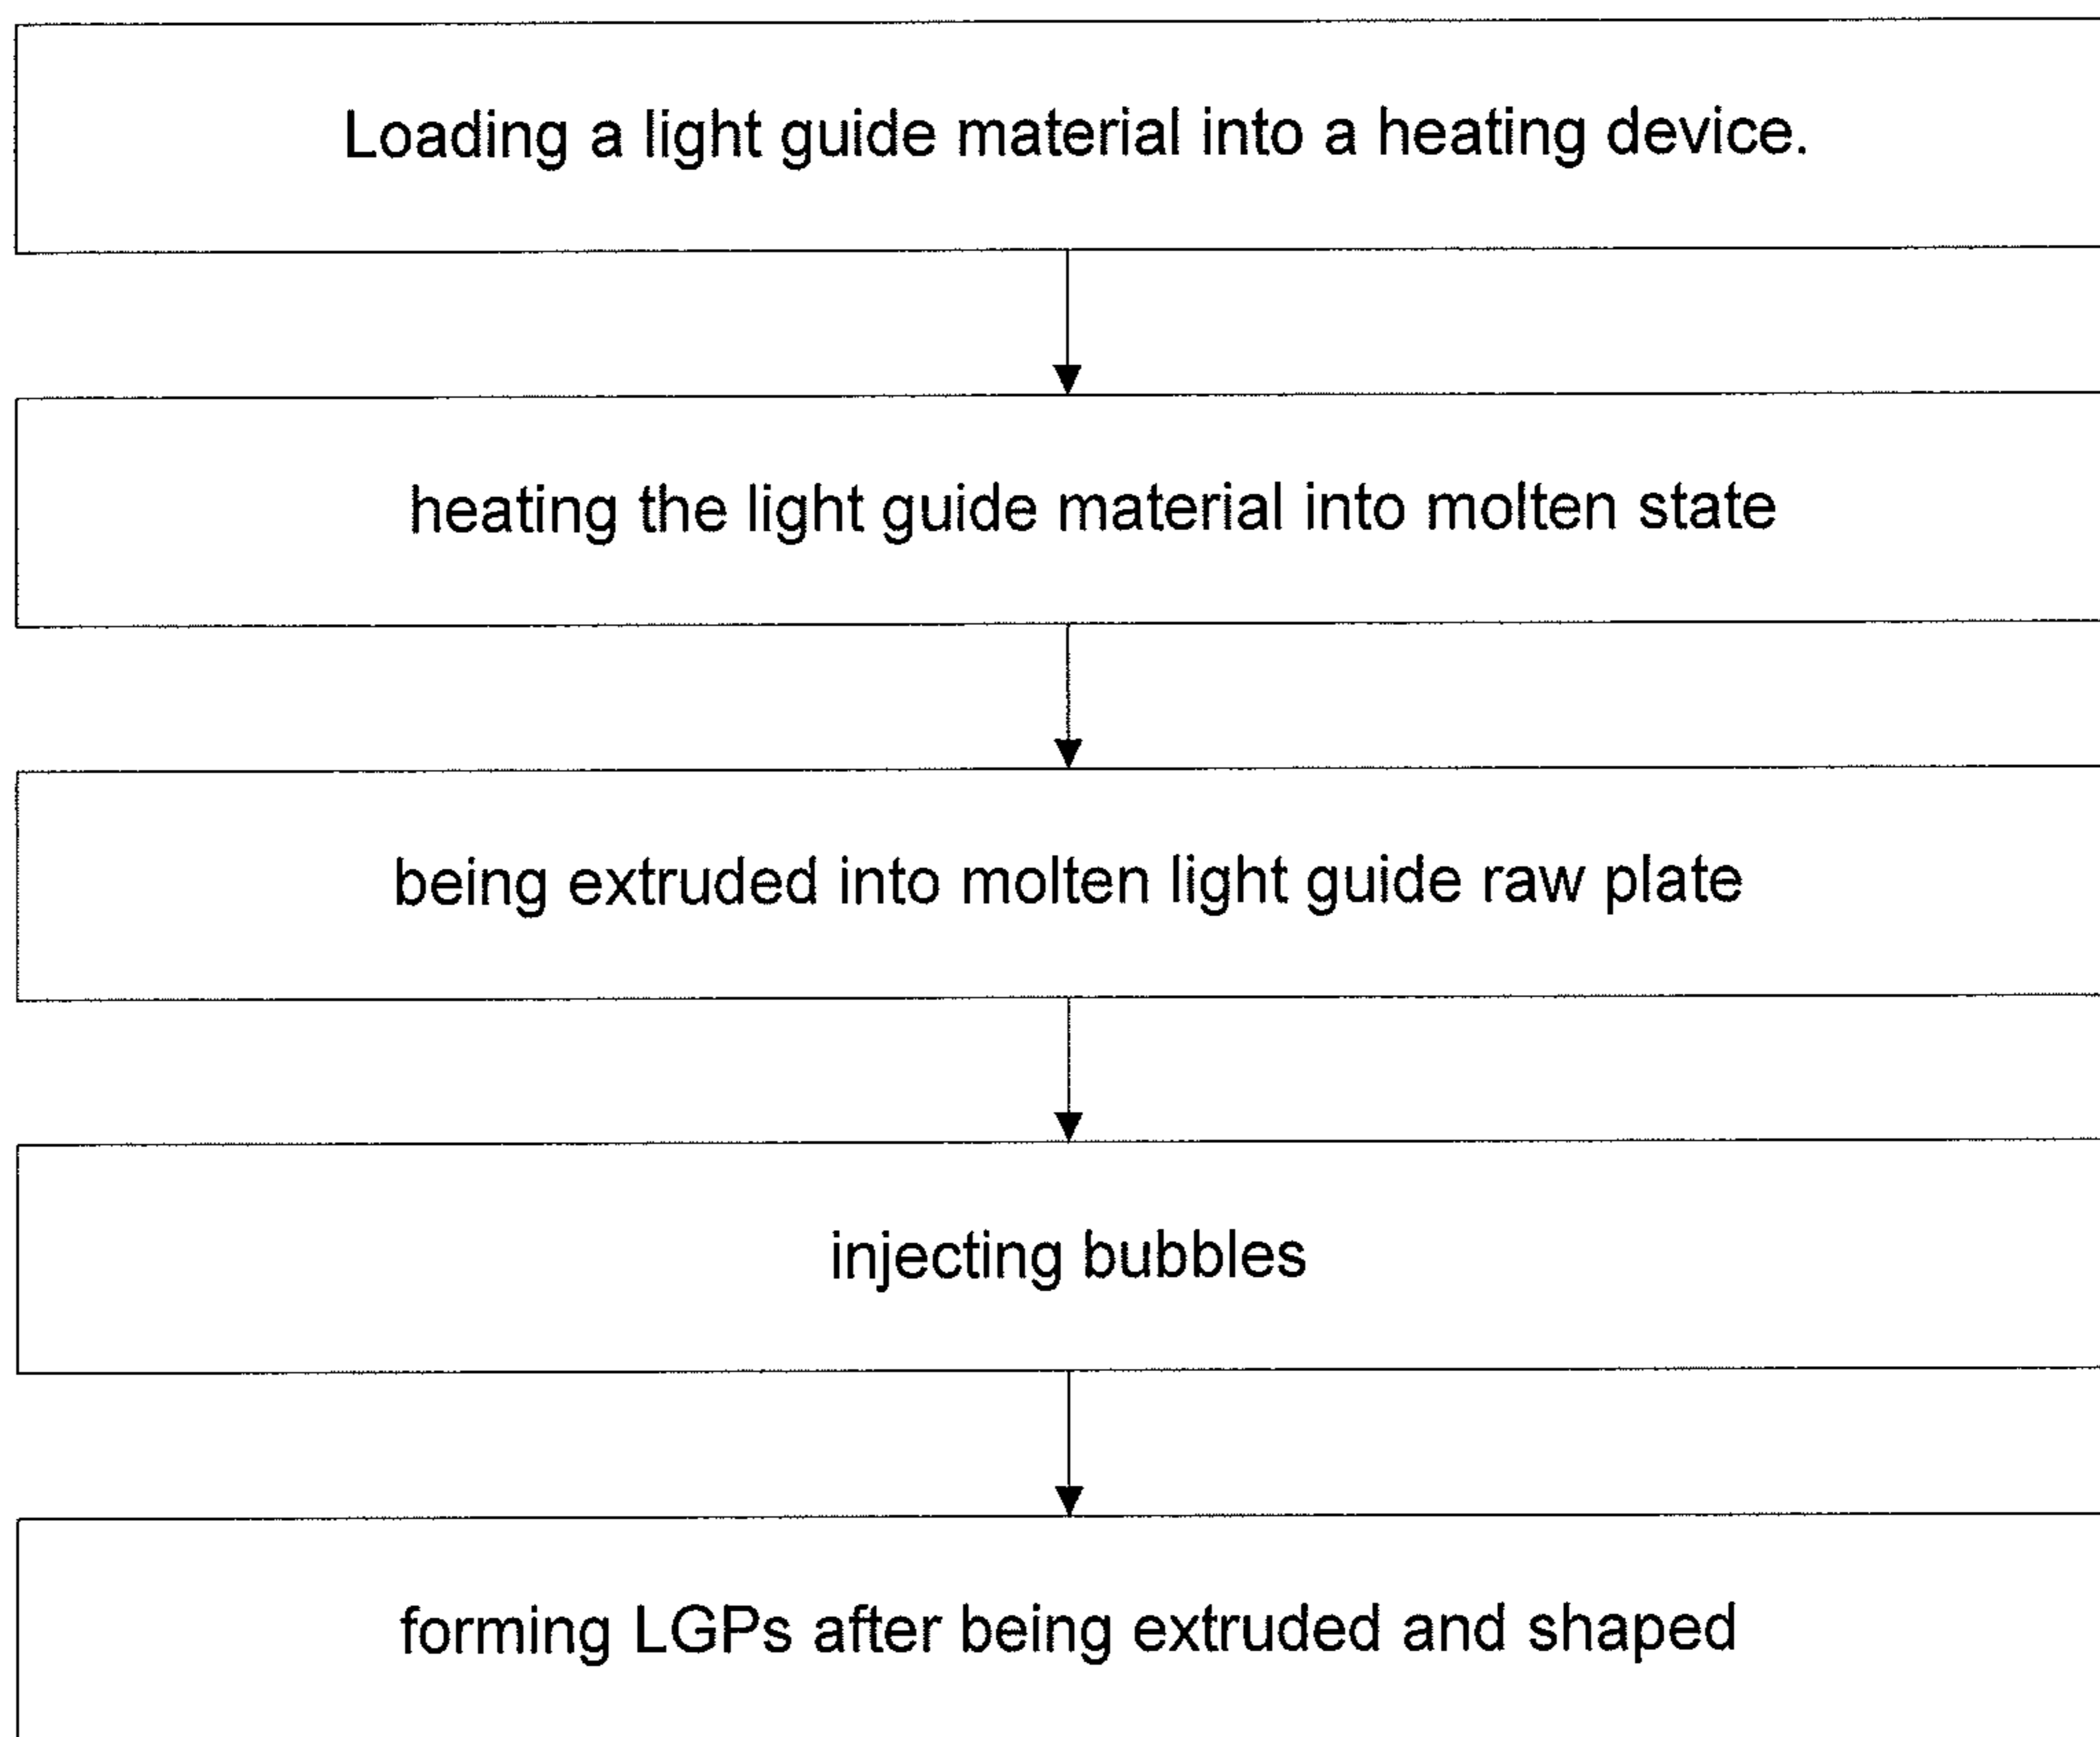 Loading a light guide material into a heating device.
heating the light guide material into molten state
being extruded into molten light guide raw plate
injecting bubbles
forming LGPs after being extruded and shaped